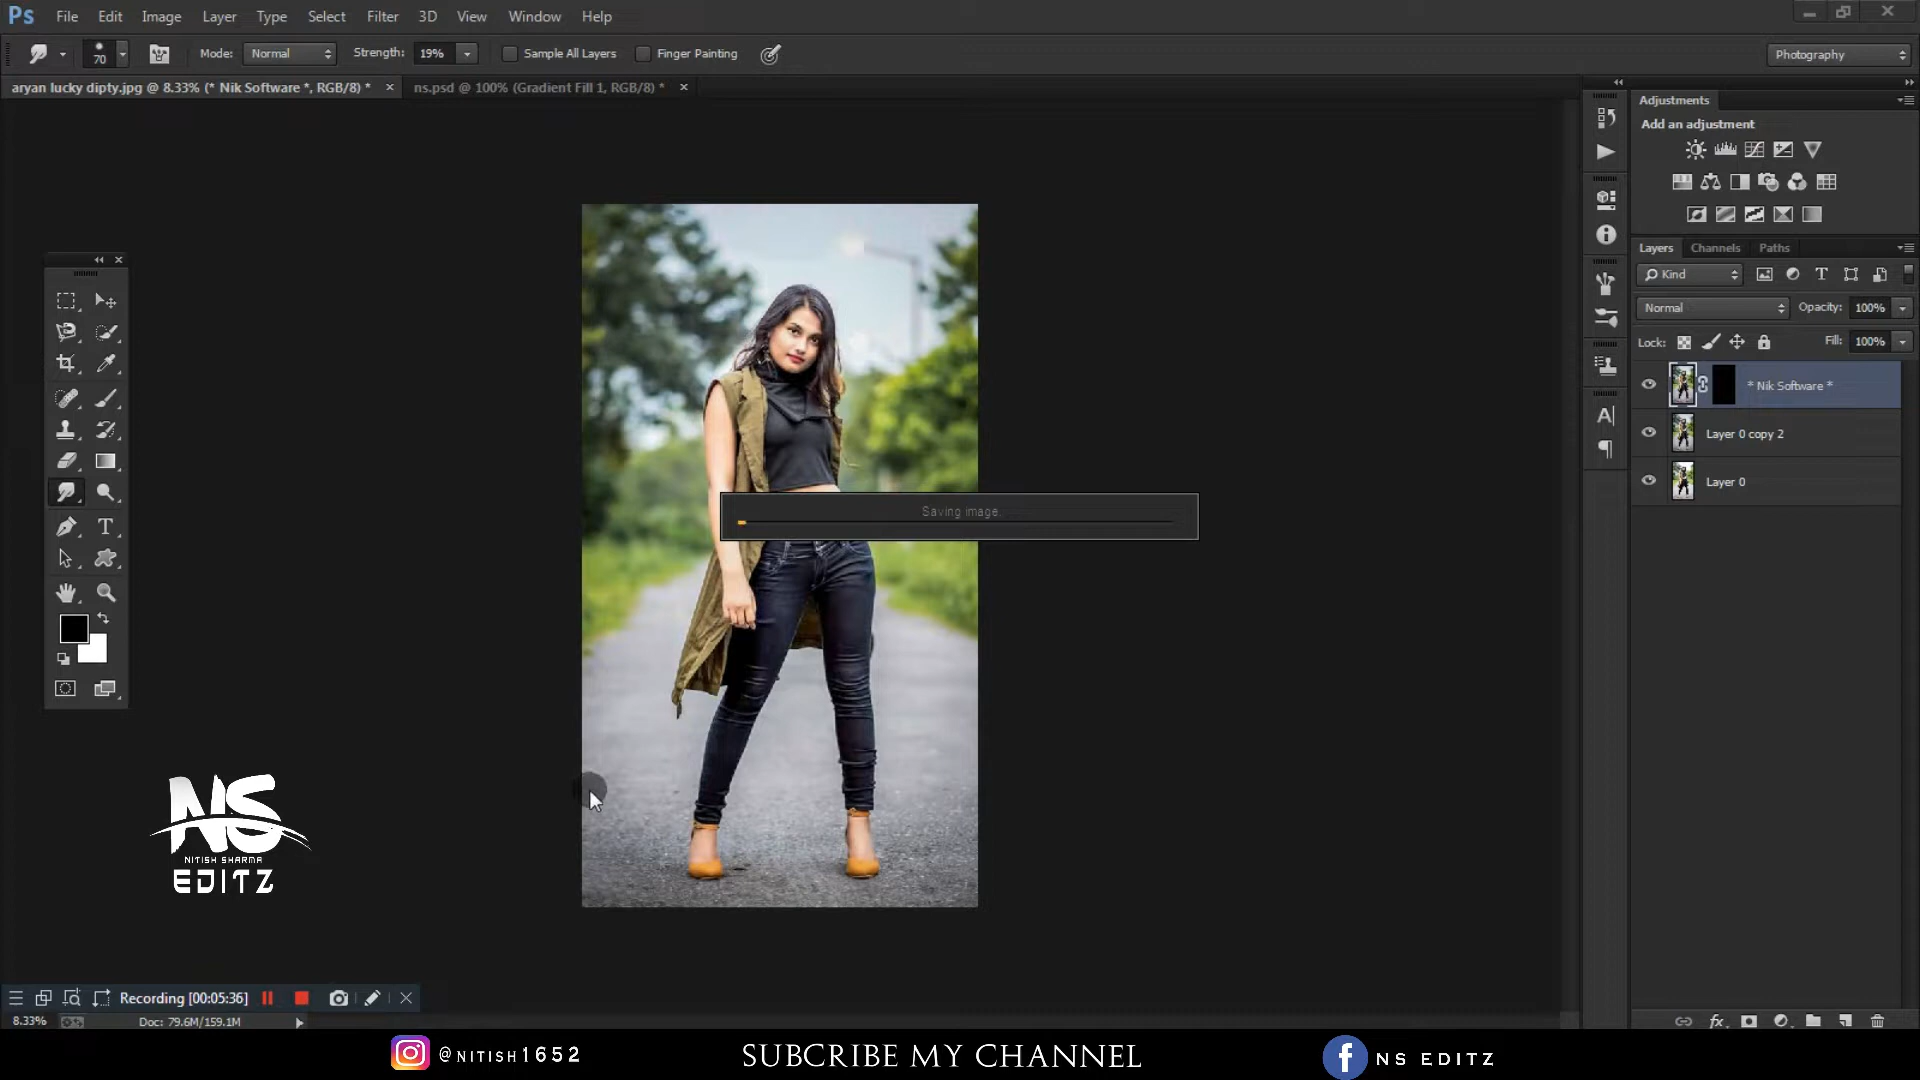 Ps File Edit Image Layer Type Select Filter 3D View Window Help
70 Mode: Normal Strength: 19% Sample All Layers Finger Painting Photography
aryan lucky dipty.jpg @ 8.33% (* Nik Software *, RGB/8) * × ns.psd @ 100% (Gradient Fill 1, RGB/8) * ×
Adjustments
Add an adjustment
Layers Channels Paths
Kind
Normal Opacity: 100%
Lock: Fill: 100%
* Nik Software *
Layer 0 copy 2
Layer 0
Saving image.
NS
NITISH SHARMA
EDITZ
Recording [00:05:36]
8.33% Doc: 79.6M/159.1M
@NITISH1652 SUBCRIBE MY CHANNEL f NS EDITZ